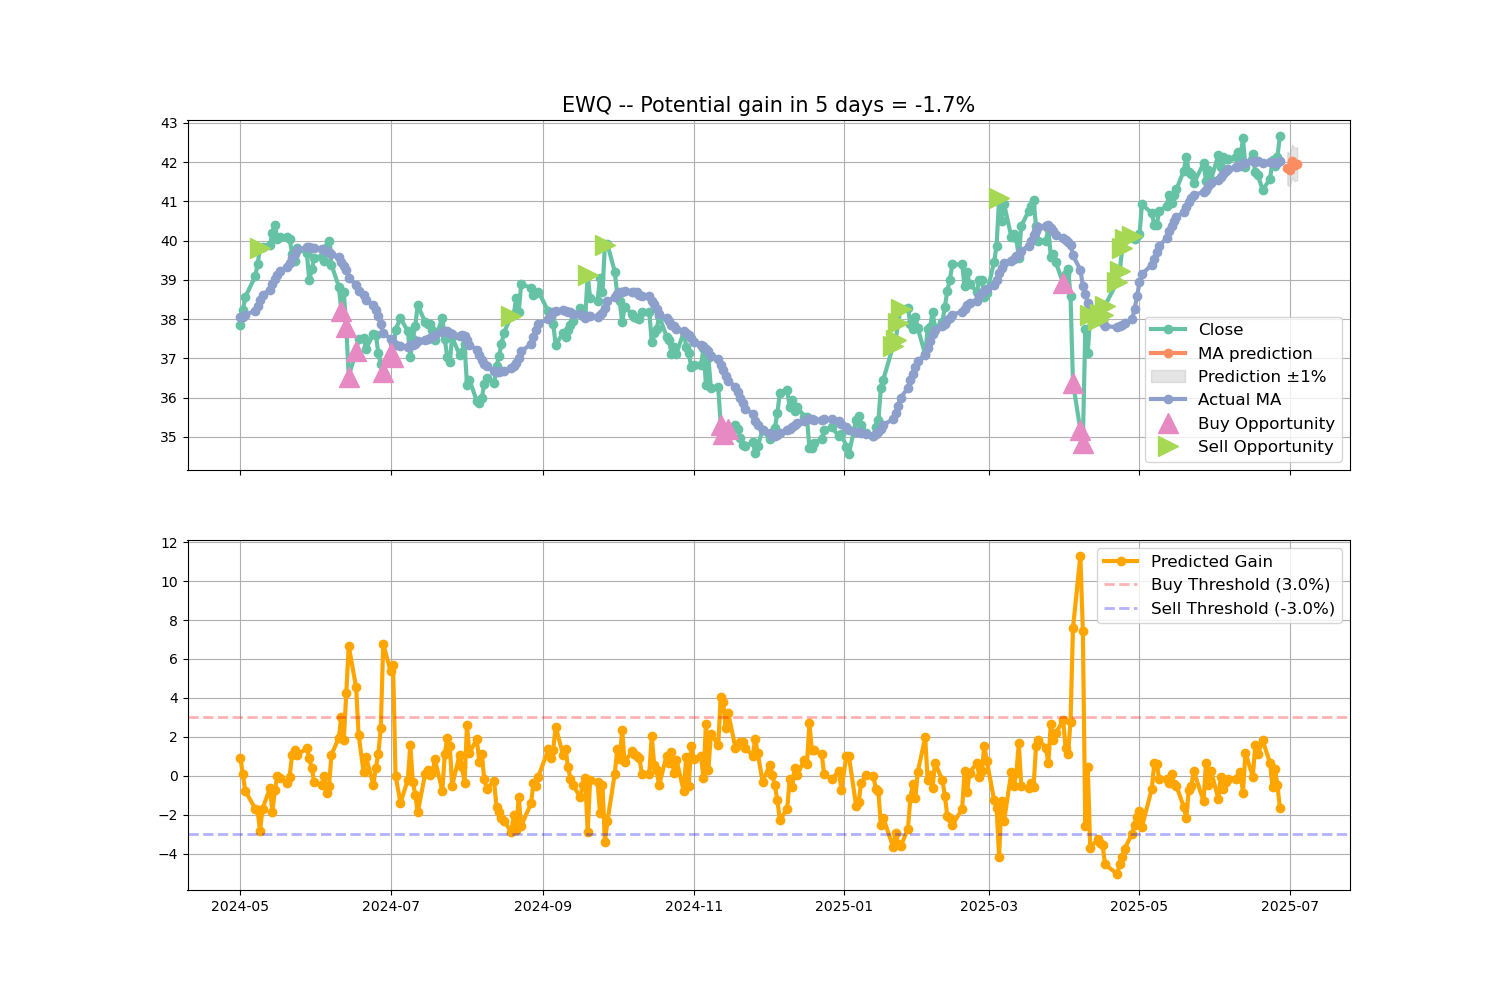 EWQ -- Potential gain in 5 days = -1.7%
43
42
41
40
39
38
37
36
35
Close
MA prediction
Prediction ±1%
Actual MA
Buy Opportunity
Sell Opportunity
12
10
8
6
4
2
0
−2
−4
Predicted Gain
Buy Threshold (3.0%)
Sell Threshold (-3.0%)
2024-05 2024-07 2024-09 2024-11 2025-01 2025-03 2025-05 2025-07